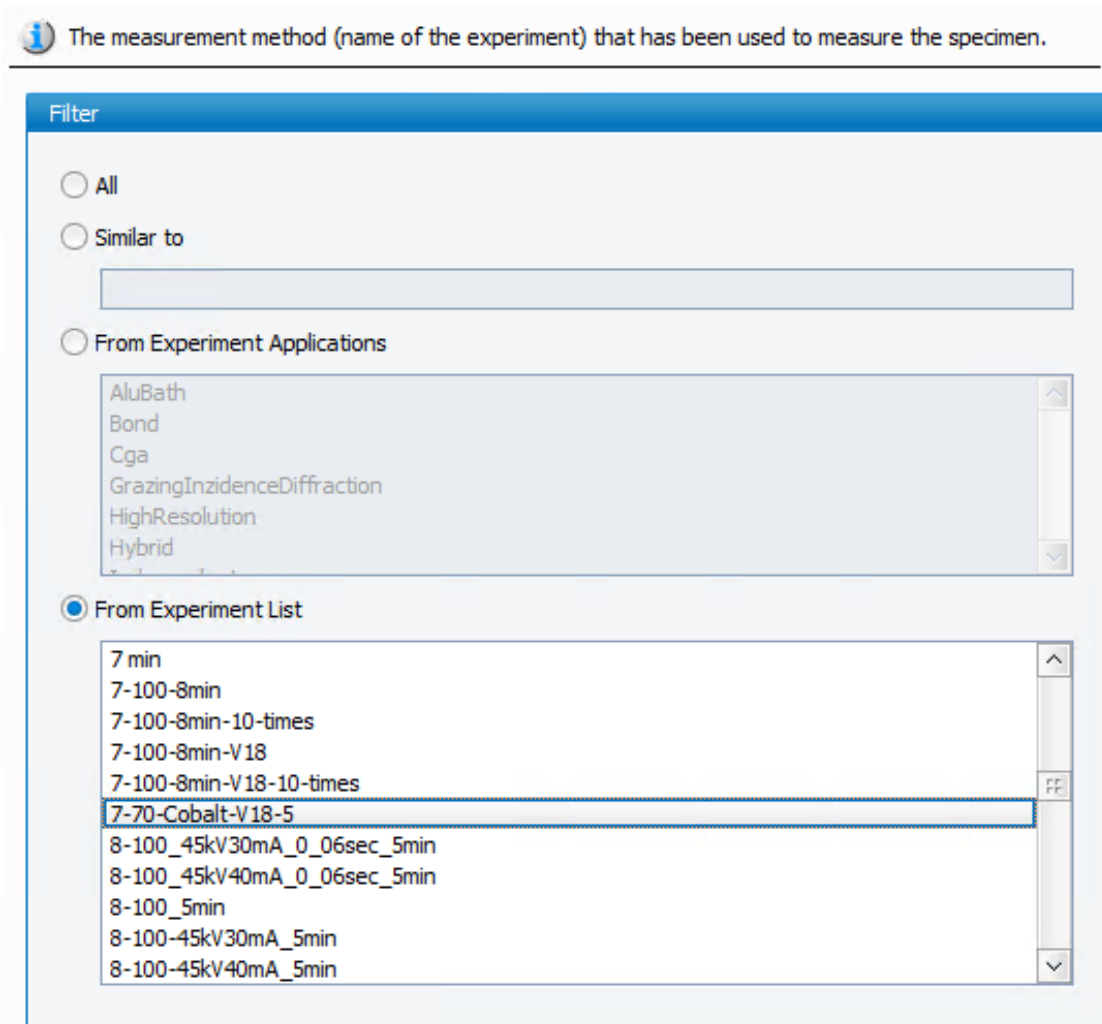 The measurement method (name of the experiment) that has been used to measure the specimen.
Filter
All
Similar to
From Experiment Applications
AluBath
Bond
Cga
GrazingInzidenceDiffraction
HighResolution
Hybrid
From Experiment List
7 min
7-100-8min
7-100-8min-10-times
7-100-8min-V18
7-100-8min-V18-10-times
7-70-Cobalt-V18-5
8-100_45kV30mA_0_06sec_5min
8-100_45kV40mA_0_06sec_5min
8-100_5min
8-100-45kV30mA_5min
8-100-45kV40mA_5min